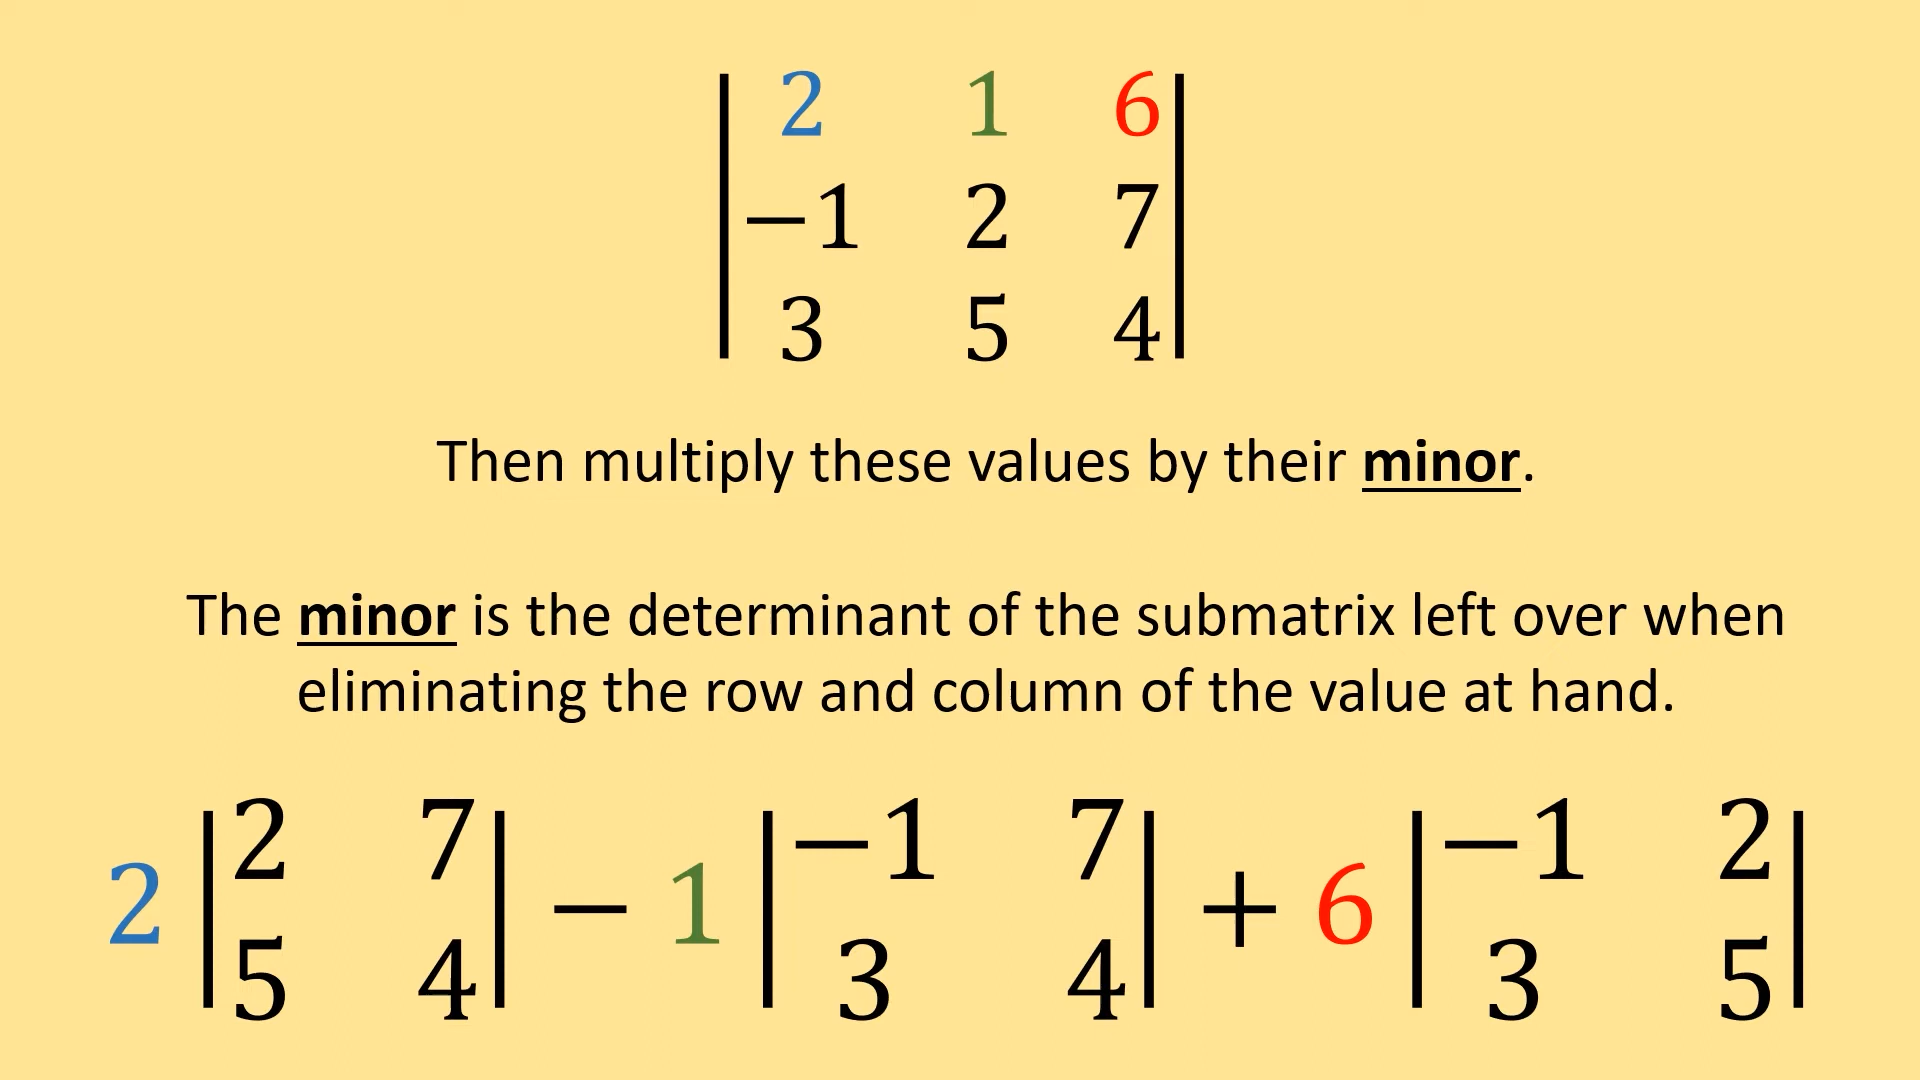 2 1 6
−1 2 7
3 5 4
Then multiply these values by their minor.
The minor is the determinant of the submatrix left over when
eliminating the row and column of the value at hand.
2 |2 7| − 1 |−1 7| + 6 |−1 2|
|5 4| |3 4| |3 5|